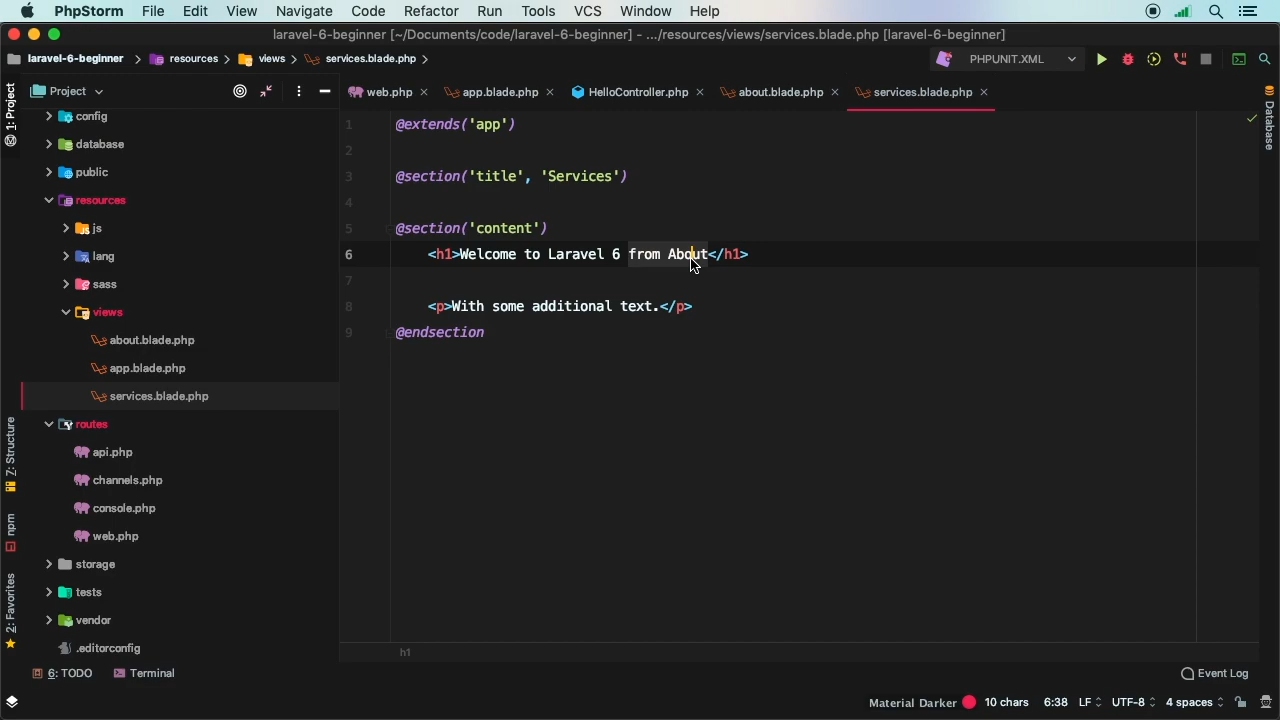 PhpStorm File Edit View Navigate Code Refactor Run Tools VCS Window Help
laravel-6-beginner [~/Documents/code/laravel-6-beginner] - .../resources/views/services.blade.php [laravel-6-beginner]
laravel-6-beginner resources views services.blade.php PHPUNIT.XML
1: Project
Project
web.php app.blade.php HelloController.php about.blade.php services.blade.php
Database
config
database
public
resources
js
lang
sass
views
about.blade.php
app.blade.php
services.blade.php
routes
api.php
channels.php
console.php
web.php
storage
tests
vendor
.editorconfig
1 @extends('app')
2
3 @section('title', 'Services')
4
5 @section('content')
6 <h1>Welcome to Laravel 6 from About</h1>
7
8 <p>With some additional text.</p>
9 @endsection
h1
7: Structure
npm
2: Favorites
6: TODO Terminal Event Log
Material Darker 10 chars 6:38 LF UTF-8 4 spaces